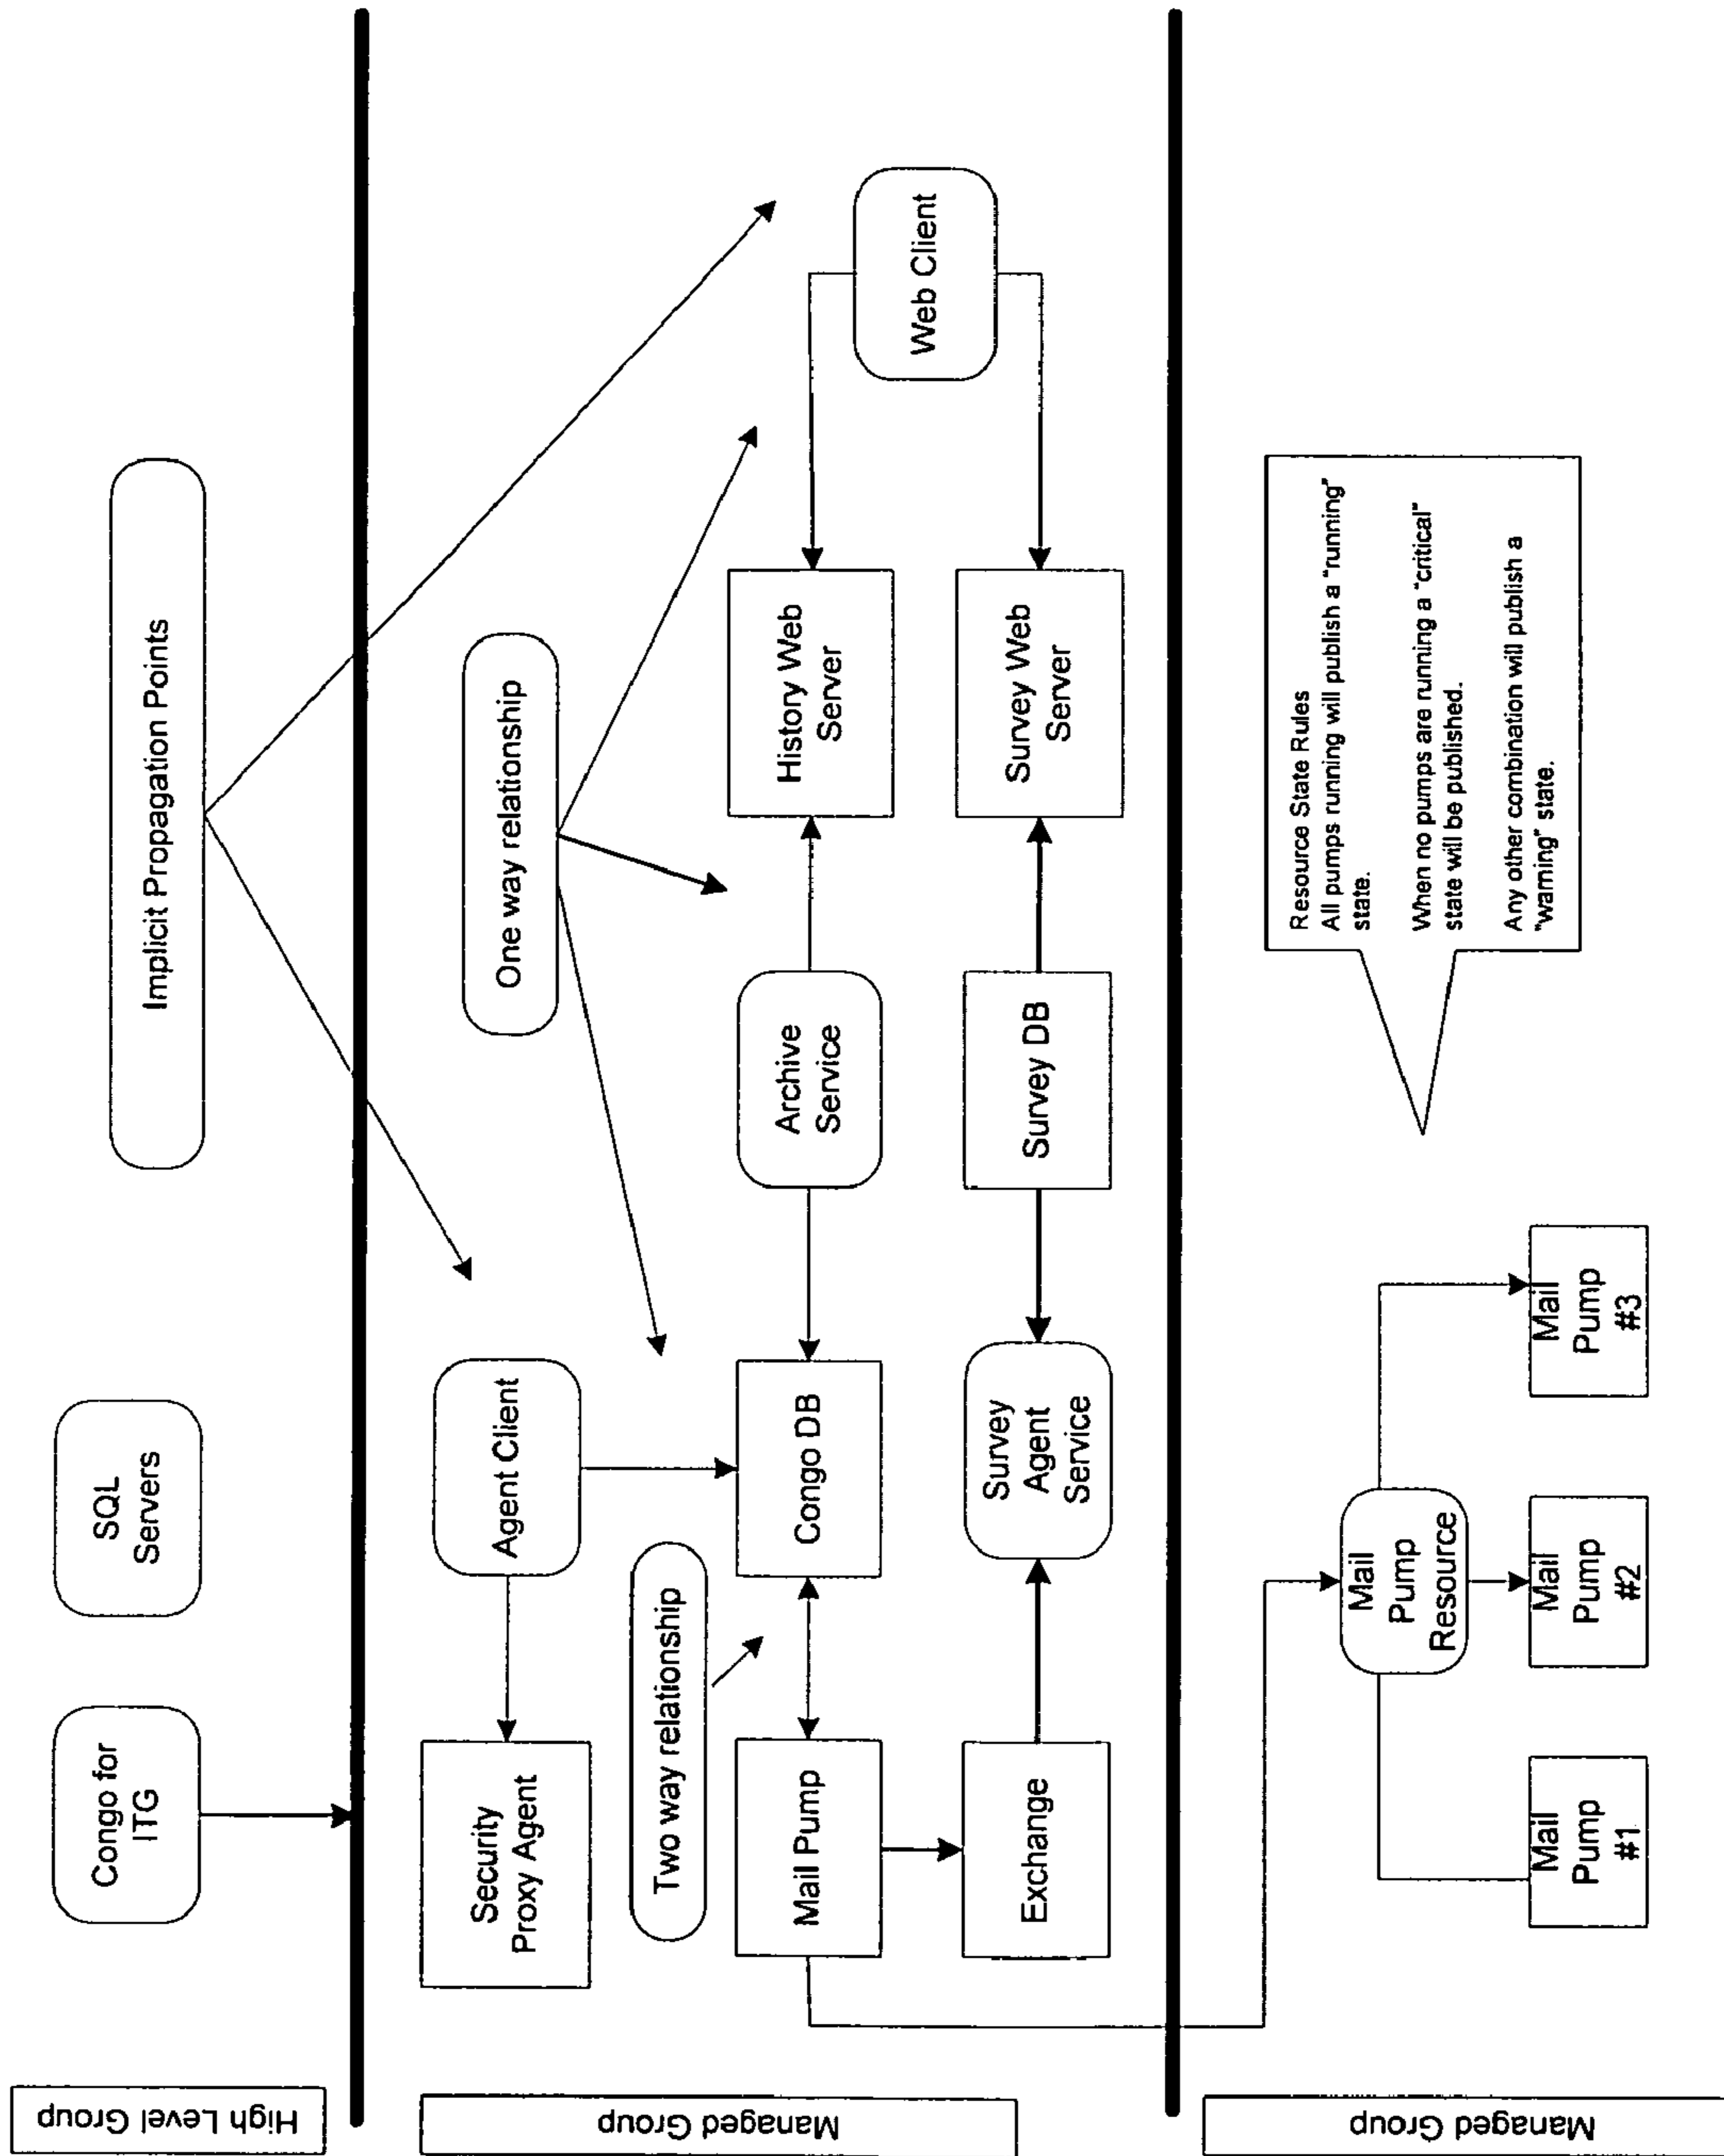 High Level Group
Congo for
ITG
SQL
Servers
Implicit Propagation Points
Managed Group
Security
Proxy Agent
Agent Client
One way relationship
Two way relationship
Mail Pump
Congo DB
Archive
Service
History Web
Server
Web Client
Exchange
Survey
Agent
Service
Survey DB
Survey Web
Server
Managed Group
Mail
Pump
Resource
Mail
Pump
#1
Mail
Pump
#2
Mail
Pump
#3
Resource State Rules
All pumps running will publish a "running"
state.
When no pumps are running a "critical"
state will be published.
Any other combination will publish a
"warning" state.